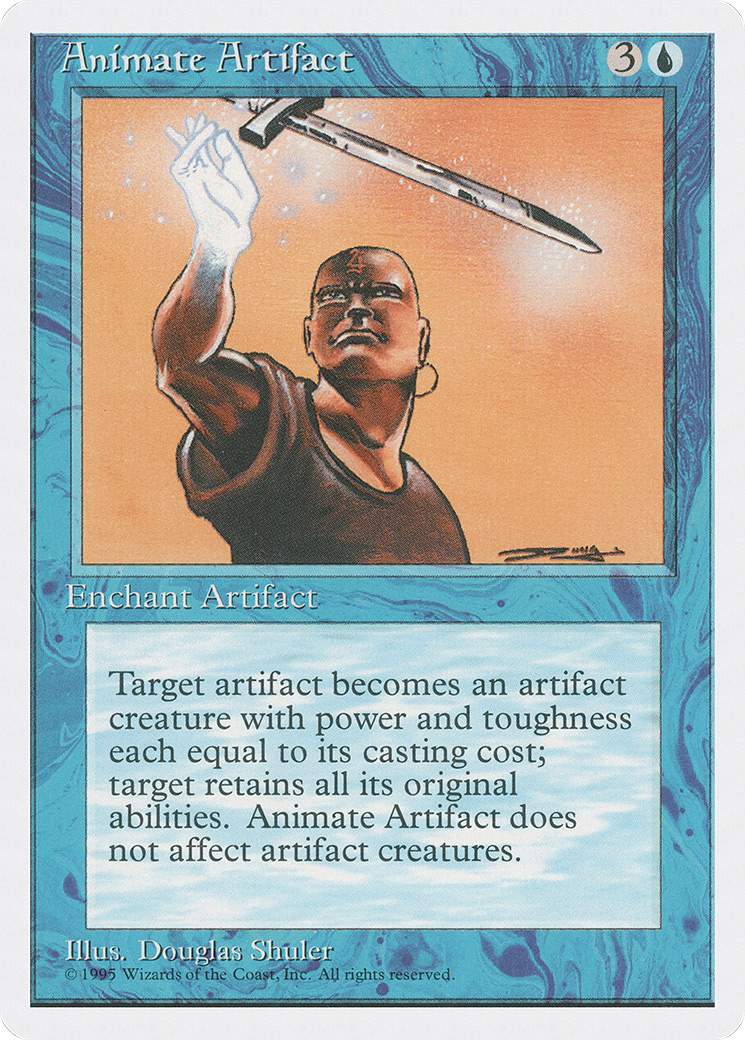 Animate Artifact 3
Enchant Artifact
Target artifact becomes an artifact
creature with power and toughness
each equal to its casting cost;
target retains all its original
abilities. Animate Artifact does
not affect artifact creatures.
Illus. Douglas Shuler
© 1995 Wizards of the Coast, Inc. All rights reserved.